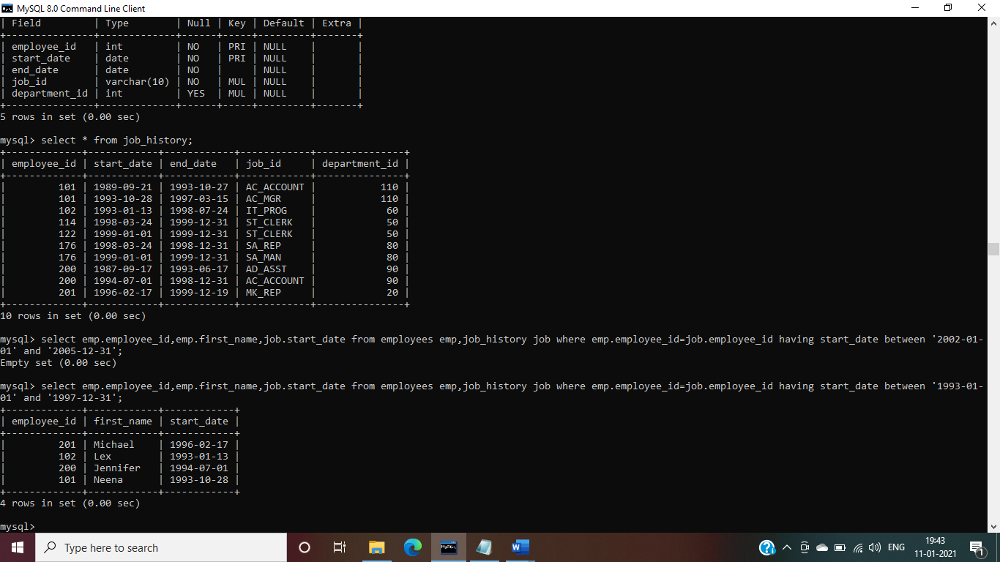 MySQL 8.0 Command Line Client
| Field         | Type        | Null | Key | Default | Extra |
+---------------+-------------+------+-----+---------+-------+
| employee_id   | int         | NO   | PRI | NULL    |       |
| start_date    | date        | NO   | PRI | NULL    |       |
| end_date      | date        | NO   |     | NULL    |       |
| job_id        | varchar(10) | NO   | MUL | NULL    |       |
| department_id | int         | YES  | MUL | NULL    |       |
+---------------+-------------+------+-----+---------+-------+
5 rows in set (0.00 sec)
mysql> select * from job_history;
+-------------+------------+------------+------------+---------------+
| employee_id | start_date | end_date   | job_id     | department_id |
+-------------+------------+------------+------------+---------------+
|         101 | 1989-09-21 | 1993-10-27 | AC_ACCOUNT |           110 |
|         101 | 1993-10-28 | 1997-03-15 | AC_MGR     |           110 |
|         102 | 1993-01-13 | 1998-07-24 | IT_PROG    |            60 |
|         114 | 1998-03-24 | 1999-12-31 | ST_CLERK   |            50 |
|         122 | 1999-01-01 | 1999-12-31 | ST_CLERK   |            50 |
|         176 | 1998-03-24 | 1998-12-31 | SA_REP     |            80 |
|         176 | 1999-01-01 | 1999-12-31 | SA_MAN     |            80 |
|         200 | 1987-09-17 | 1993-06-17 | AD_ASST    |            90 |
|         200 | 1994-07-01 | 1998-12-31 | AC_ACCOUNT |            90 |
|         201 | 1996-02-17 | 1999-12-19 | MK_REP     |            20 |
+-------------+------------+------------+------------+---------------+
10 rows in set (0.00 sec)
mysql> select emp.employee_id,emp.first_name,job.start_date from employees emp,job_history job where emp.employee_id=job.employee_id having start_date between '2002-01-
01' and '2005-12-31';
Empty set (0.00 sec)
mysql> select emp.employee_id,emp.first_name,job.start_date from employees emp,job_history job where emp.employee_id=job.employee_id having start_date between '1993-01-
01' and '1997-12-31';
+-------------+------------+------------+
| employee_id | first_name | start_date |
+-------------+------------+------------+
|         201 | Michael    | 1996-02-17 |
|         102 | Lex        | 1993-01-13 |
|         200 | Jennifer   | 1994-07-01 |
|         101 | Neena      | 1993-10-28 |
+-------------+------------+------------+
4 rows in set (0.00 sec)
mysql>
Type here to search
ENG
19:43
11-01-2021
1